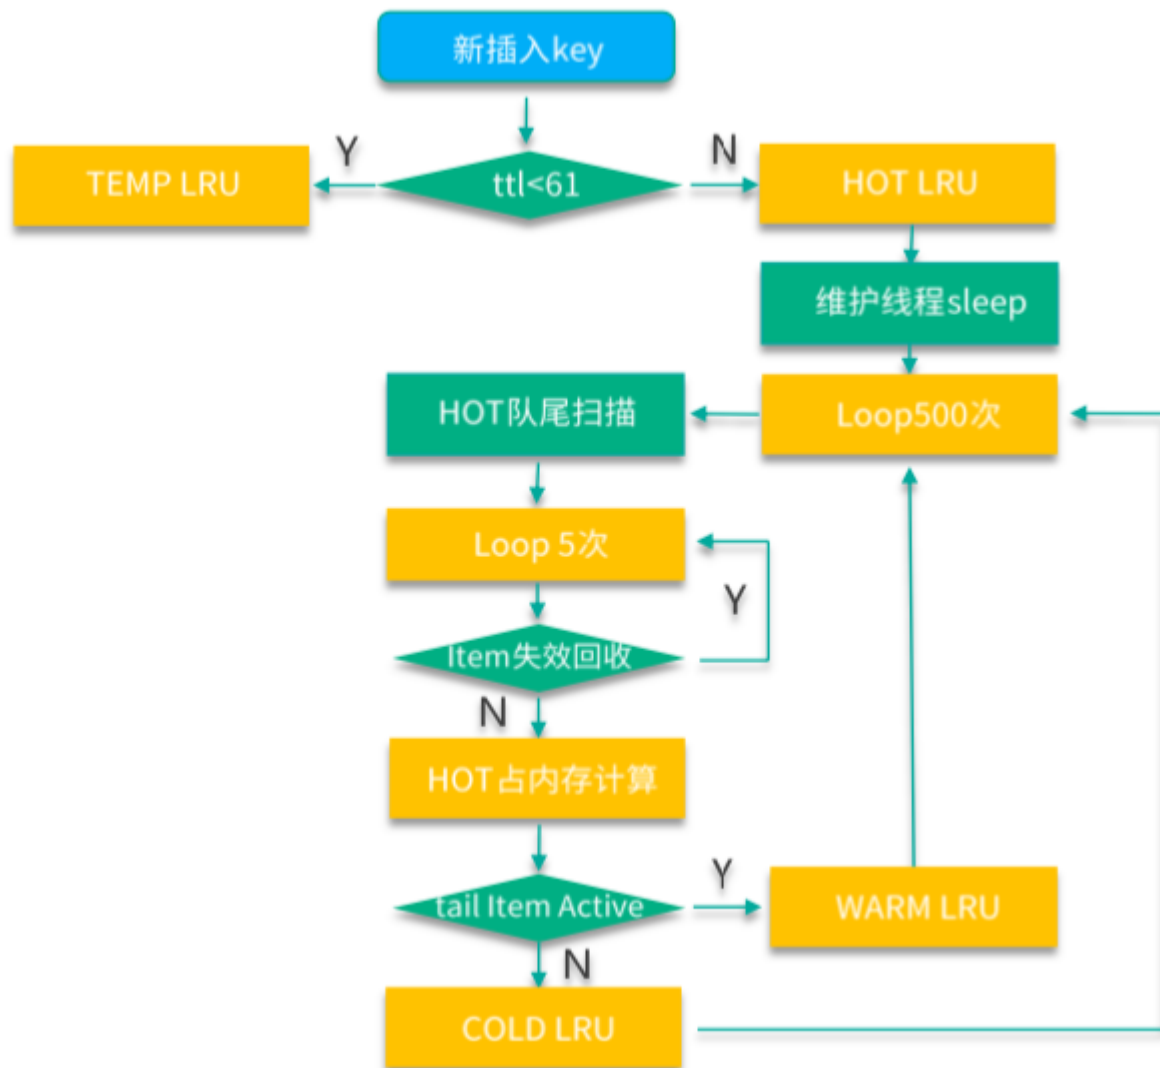 新插入key
Y
N
TEMP LRU
ttl<61
HOT LRU
维护线程sleep
HOT队尾扫描
Loop500次
Loop 5次
Y
Item失效回收
N
HOT占内存计算
Y
tail Item Active
WARM LRU
N
COLD LRU